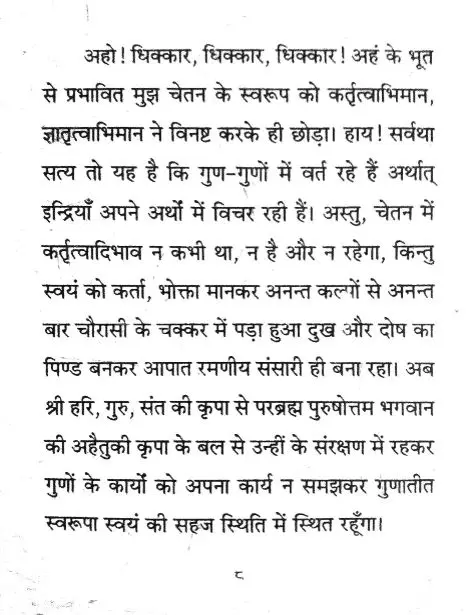 अहो! धिक्कार, धिक्कार, धिक्कार! अहं के भूत
से प्रभावित मुझ चेतन के स्वरूप को कर्तृत्वाभिमान,
ज्ञातृत्वाभिमान ने विनष्ट करके ही छोड़ा। हाय! सर्वथा
सत्य तो यह है कि गुण-गुणों में वर्त रहे हैं अर्थात्
इन्द्रियाँ अपने अर्थों में विचर रही हैं। अस्तु, चेतन में
कर्तृत्वादिभाव न कभी था, न है और न रहेगा, किन्तु
स्वयं को कर्ता, भोक्ता मानकर अनन्त कल्पों से अनन्त
बार चौरासी के चक्कर में पड़ा हुआ दुख और दोष का
पिण्ड बनकर आपात रमणीय संसारी ही बना रहा। अब
श्री हरि, गुरु, संत की कृपा से परब्रह्म पुरुषोत्तम भगवान
की अहैतुकी कृपा के बल से उन्हीं के संरक्षण में रहकर
गुणों के कार्यो को अपना कार्य न समझकर गुणातीत
स्वरूपा स्वयं की सहज स्थिति में स्थित रहूँगा।
८